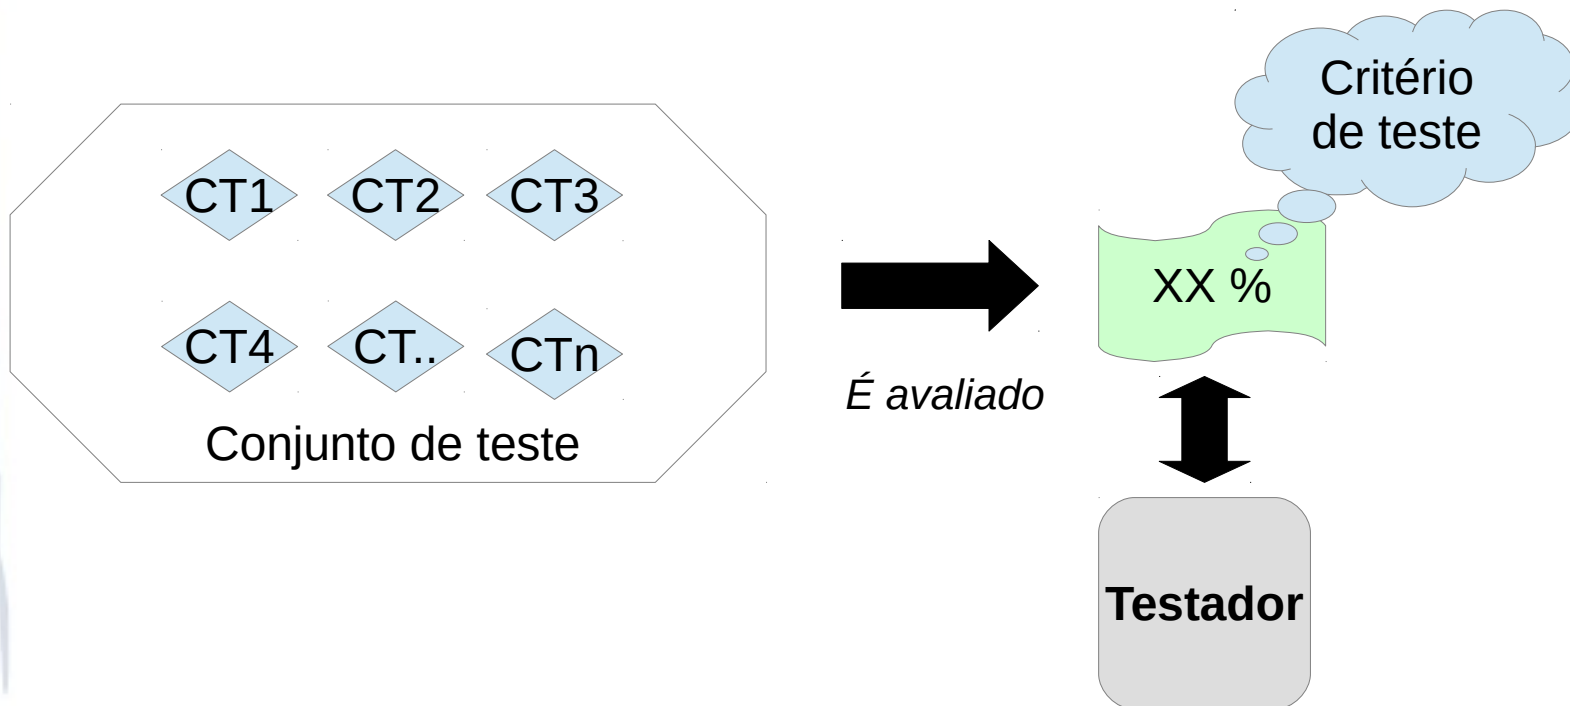 Critério
de teste
CT1 CT2 CT3
XX %
CT4 CT.. CTn
É avaliado
Conjunto de teste
Testador